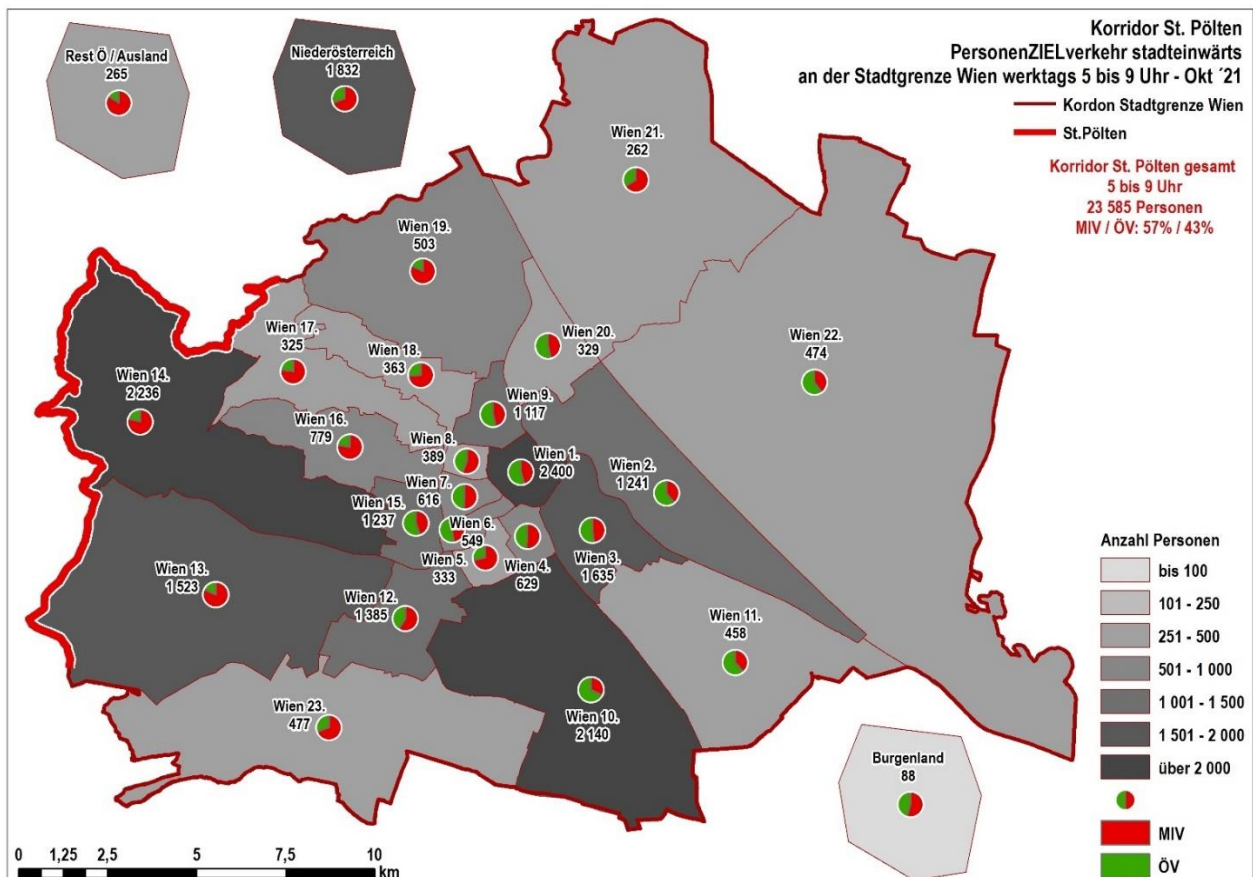 Korridor St. Pölten
PersonenZIELverkehr stadteinwärts
an der Stadtgrenze Wien werktags 5 bis 9 Uhr - Okt ´21
Kordon Stadtgrenze Wien
St.Pölten
Korridor St. Pölten gesamt
5 bis 9 Uhr
23 585 Personen
MIV / ÖV: 57% / 43%
Rest Ö / Ausland
265
Niederösterreich
1 832
Wien 21.
262
Wien 19.
503
Wien 20.
329
Wien 22.
474
Wien 17.
325
Wien 18.
363
Wien 14.
2 236
Wien 9.
1 117
Wien 16.
779
Wien 8.
389
Wien 1.
2 400
Wien 2.
1 241
Wien 7.
616
Wien 15.
1 237
Wien 6.
549
Wien 5.
333
Wien 4.
629
Wien 3.
1 635
Wien 13.
1 523
Wien 12.
1 385
Wien 11.
458
Wien 23.
477
Wien 10.
2 140
Burgenland
88
Anzahl Personen
bis 100
101 - 250
251 - 500
501 - 1 000
1 001 - 1 500
1 501 - 2 000
über 2 000
MIV
ÖV
0 1,25 2,5 5 7,5 10
km